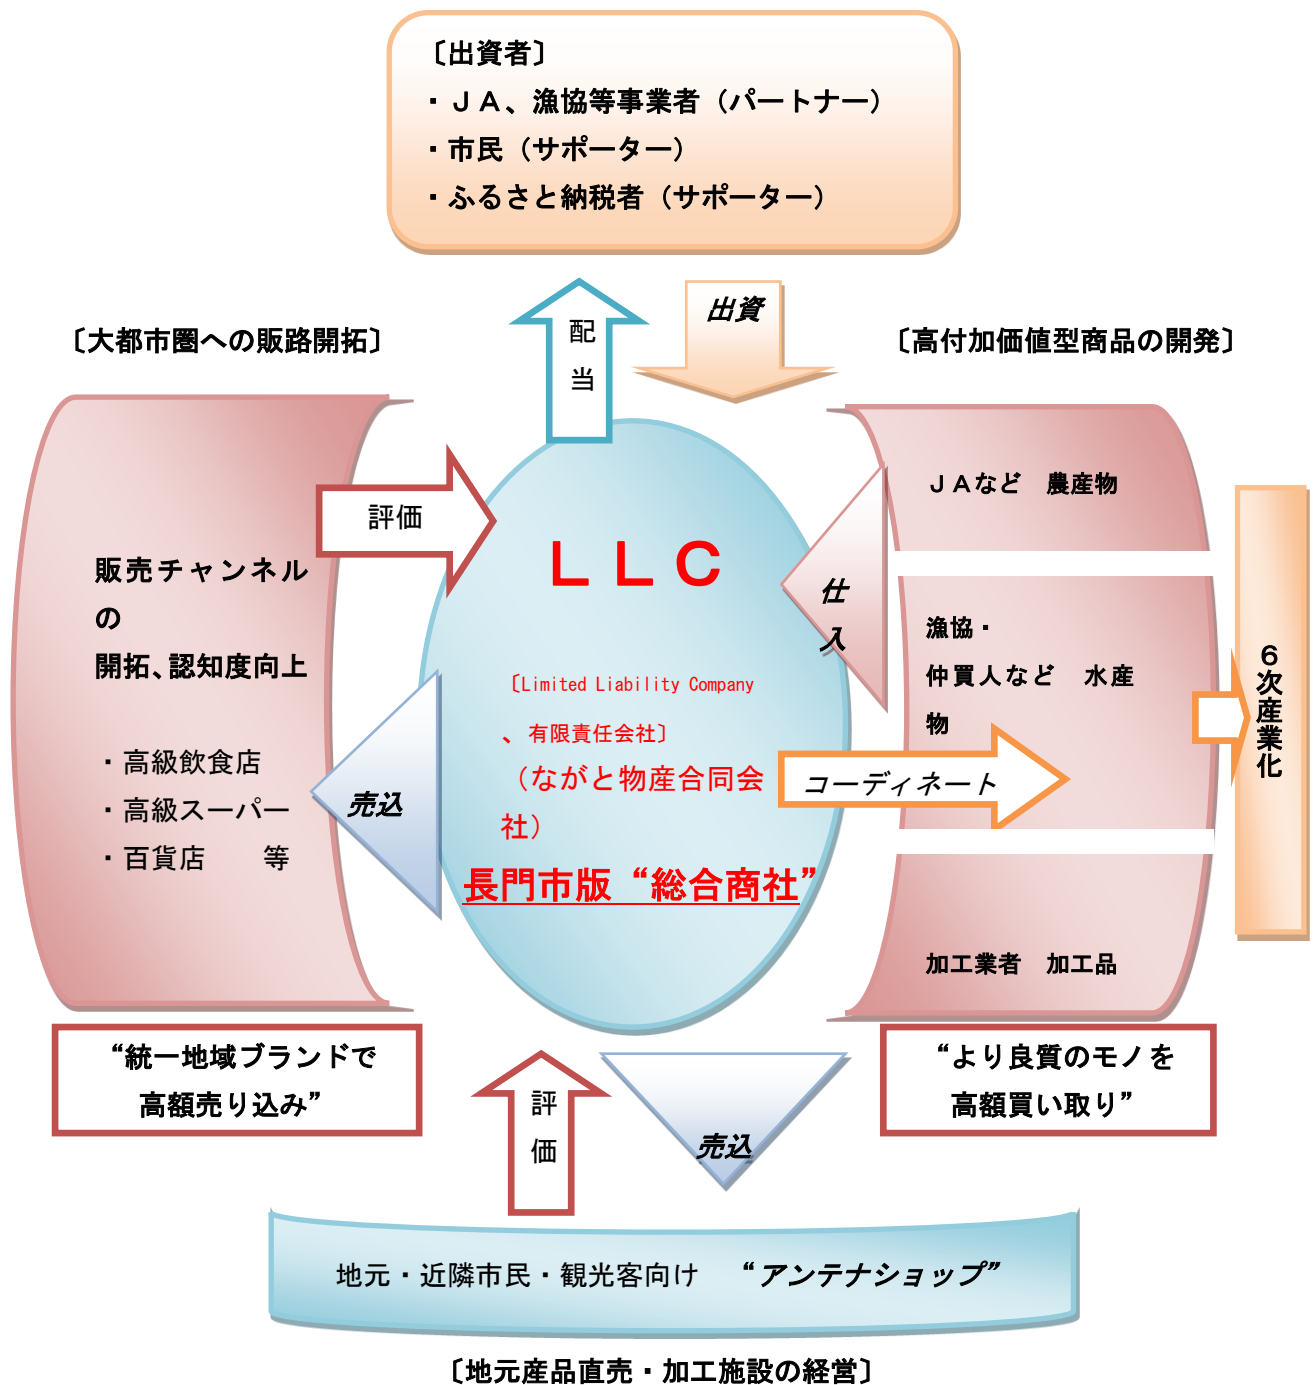 〔出資者〕
・ＪＡ、漁協等事業者（パートナー）
・市民（サポーター）
・ふるさと納税者（サポーター）
配
当
出資
〔大都市圏への販路開拓〕
〔高付加価値型商品の開発〕
評価
販売チャンネル
の
開拓、認知度向上
・高級飲食店
・高級スーパー
・百貨店　　等
売込
ＬＬＣ
〔Limited Liability Company
、有限責任会社〕
（ながと物産合同会
社）
長門市版“総合商社”
仕
入
コーディネート
ＪＡなど　農産物
漁協・
仲買人など　水産
物
加工業者　加工品
６次産業化
“統一地域ブランドで
高額売り込み”
“より良質のモノを
高額買い取り”
評
価
売込
地元・近隣市民・観光客向け　“アンテナショップ”
〔地元産品直売・加工施設の経営〕